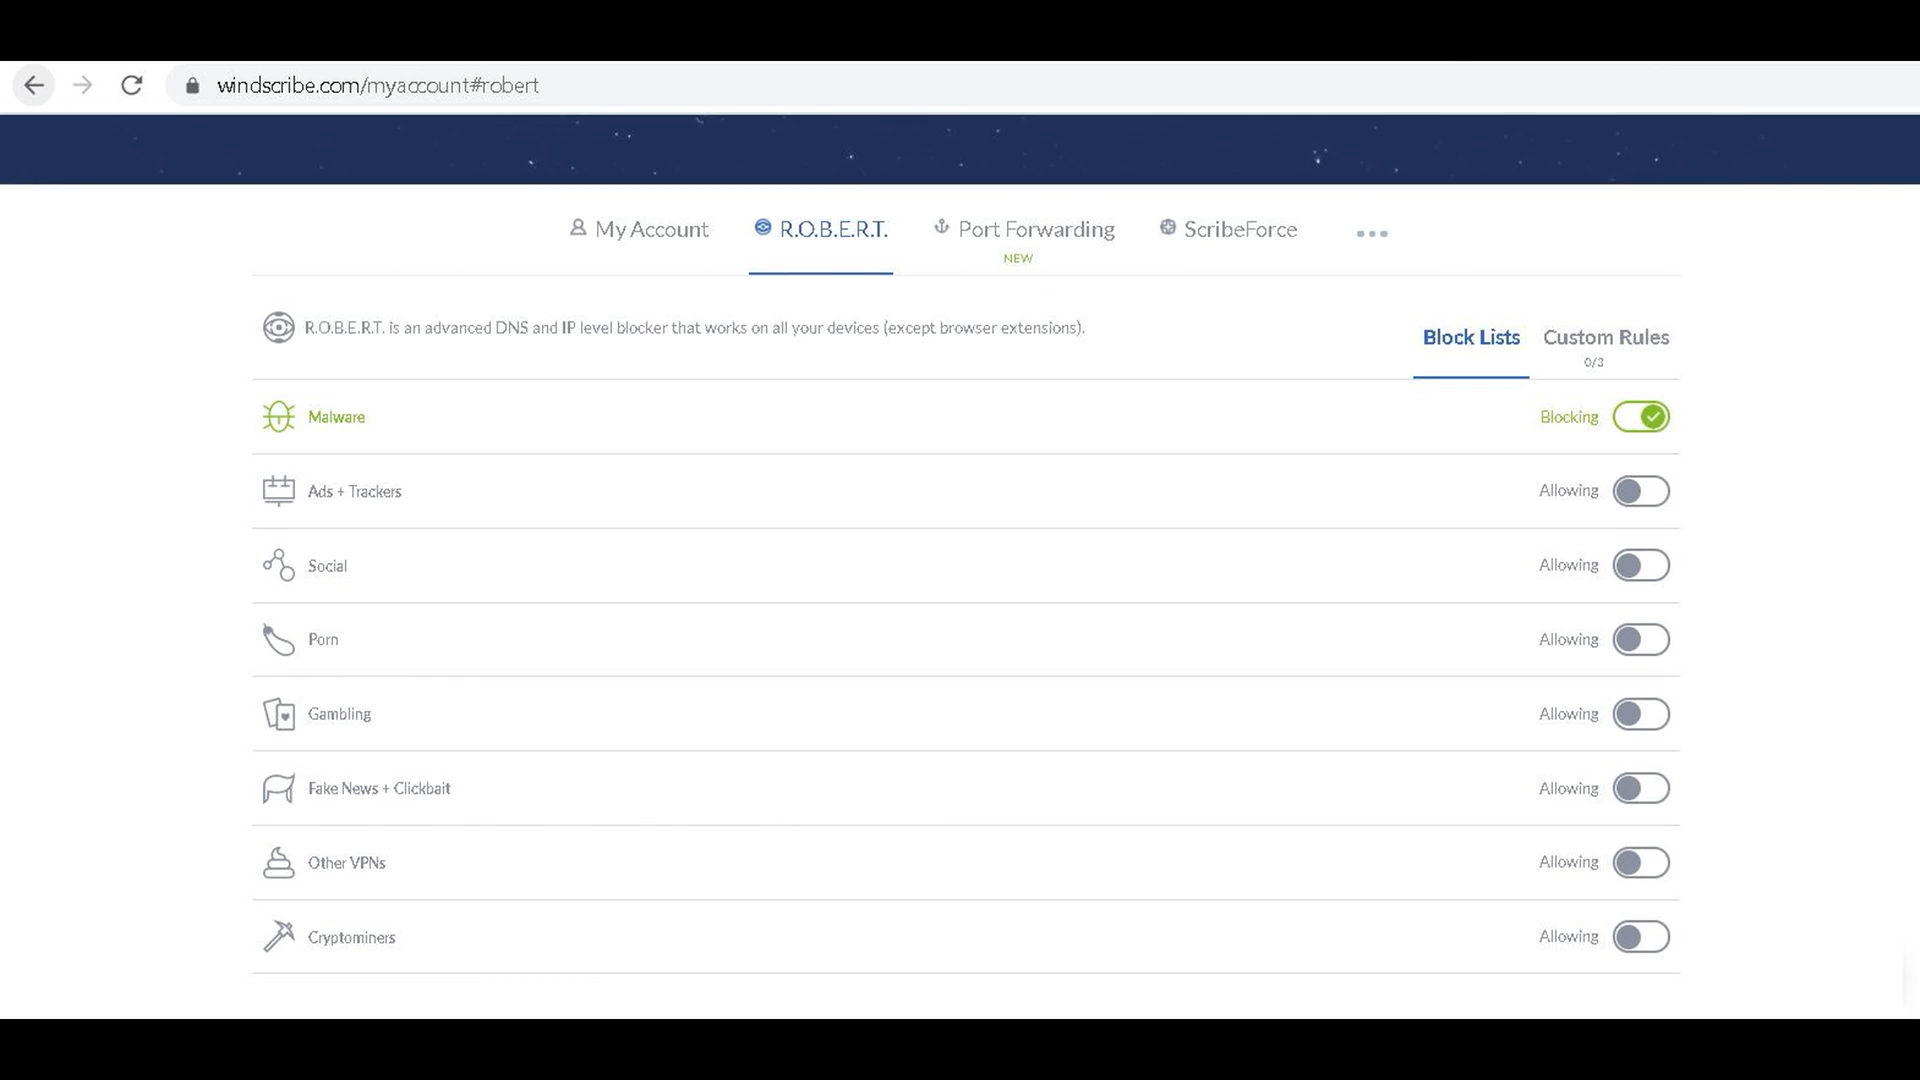 windscribe.com/myaccount#robert
My Account R.O.B.E.R.T. Port Forwarding ScribeForce
NEW
R.O.B.E.R.T. is an advanced DNS and IP level blocker that works on all your devices (except browser extensions).
Block Lists Custom Rules
0/3
Malware Blocking
Ads + Trackers Allowing
Social Allowing
Porn Allowing
Gambling Allowing
Fake News + Clickbait Allowing
Other VPNs Allowing
Cryptominers Allowing